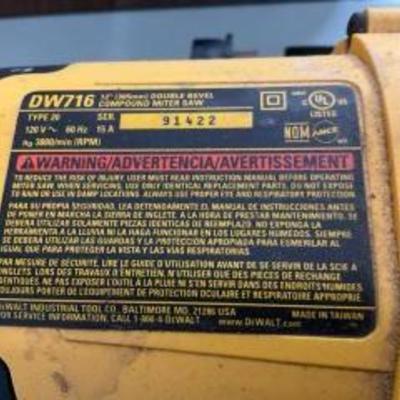 DW716 12" (305mm) DOUBLE BEVEL
COMPOUND MITER SAW
TYPE 20 SER. 91422
120 V ~ 60 Hz 15 A
3800/min (RPM)
C UL US
LISTED
NOM ANCE
WARNING/ADVERTENCIA/AVERTISSEMENT
TO REDUCE THE RISK OF INJURY, USER MUST READ INSTRUCTION MANUAL BEFORE OPERATING
MITER SAW. WHEN SERVICING, USE ONLY IDENTICAL REPLACEMENT PARTS. DO NOT EXPOSE
TO RAIN OR USE IN DAMP LOCATIONS. ALWAYS USE PROPER EYE AND RESPIRATORY PROTECTION.
PARA SU PROPIA SEGURIDAD, LEA DETENIDAMENTE EL MANUAL DE INSTRUCCIONES ANTES
DE PONER EN MARCHA LA SIERRA DE INGLETE. A LA HORA DE PRESTAR MANTENIMIENTO,
SE DEBERA UTILIZAR EXCLUSIVAMENTE PIEZAS IDENTICAS DE REEMPLAZO. NO EXPONGA LA
HERRAMIENTA A LA LLUVIA NI LA HAGA FUNCIONAR EN LOS LUGARES HUMEDOS. SIEMPRE
SE DEBERA UTILIZAR LAS GUARDAS Y LA PROTECCION APROPIADA PARA ESMERILAR AL
IGUAL QUE PARA PROTEGER LA VISTA Y LAS VIAS RESPIRATORIAS.
PAR MESURE DE SÉCURITÉ, LIRE LE GUIDE D'UTILISATION AVANT DE SE SERVIR DE LA SCIE À
ONGLETS. LORS DES TRAVAUX D'ENTRETIEN, N'UTILISER QUE DES PIÈCES DE RECHANGE
IDENTIQUES. NE PAS EXPOSER L'OUTIL À LA PLUIE NI S'EN SERVIR DANS DES ENDROITS HUMIDES.
TOUJOURS PORTER UN ÉQUIPEMENT DE PROTECTION OCULAIRE ET RESPIRATOIRE APPROPRIÉ.
DEWALT INDUSTRIAL TOOL CO., BALTIMORE MD, 21286 USA
FOR SERVICE INFORMATION, CALL 1-800-4-DEWALT
www.DEWALT.com MADE IN TAIWAN